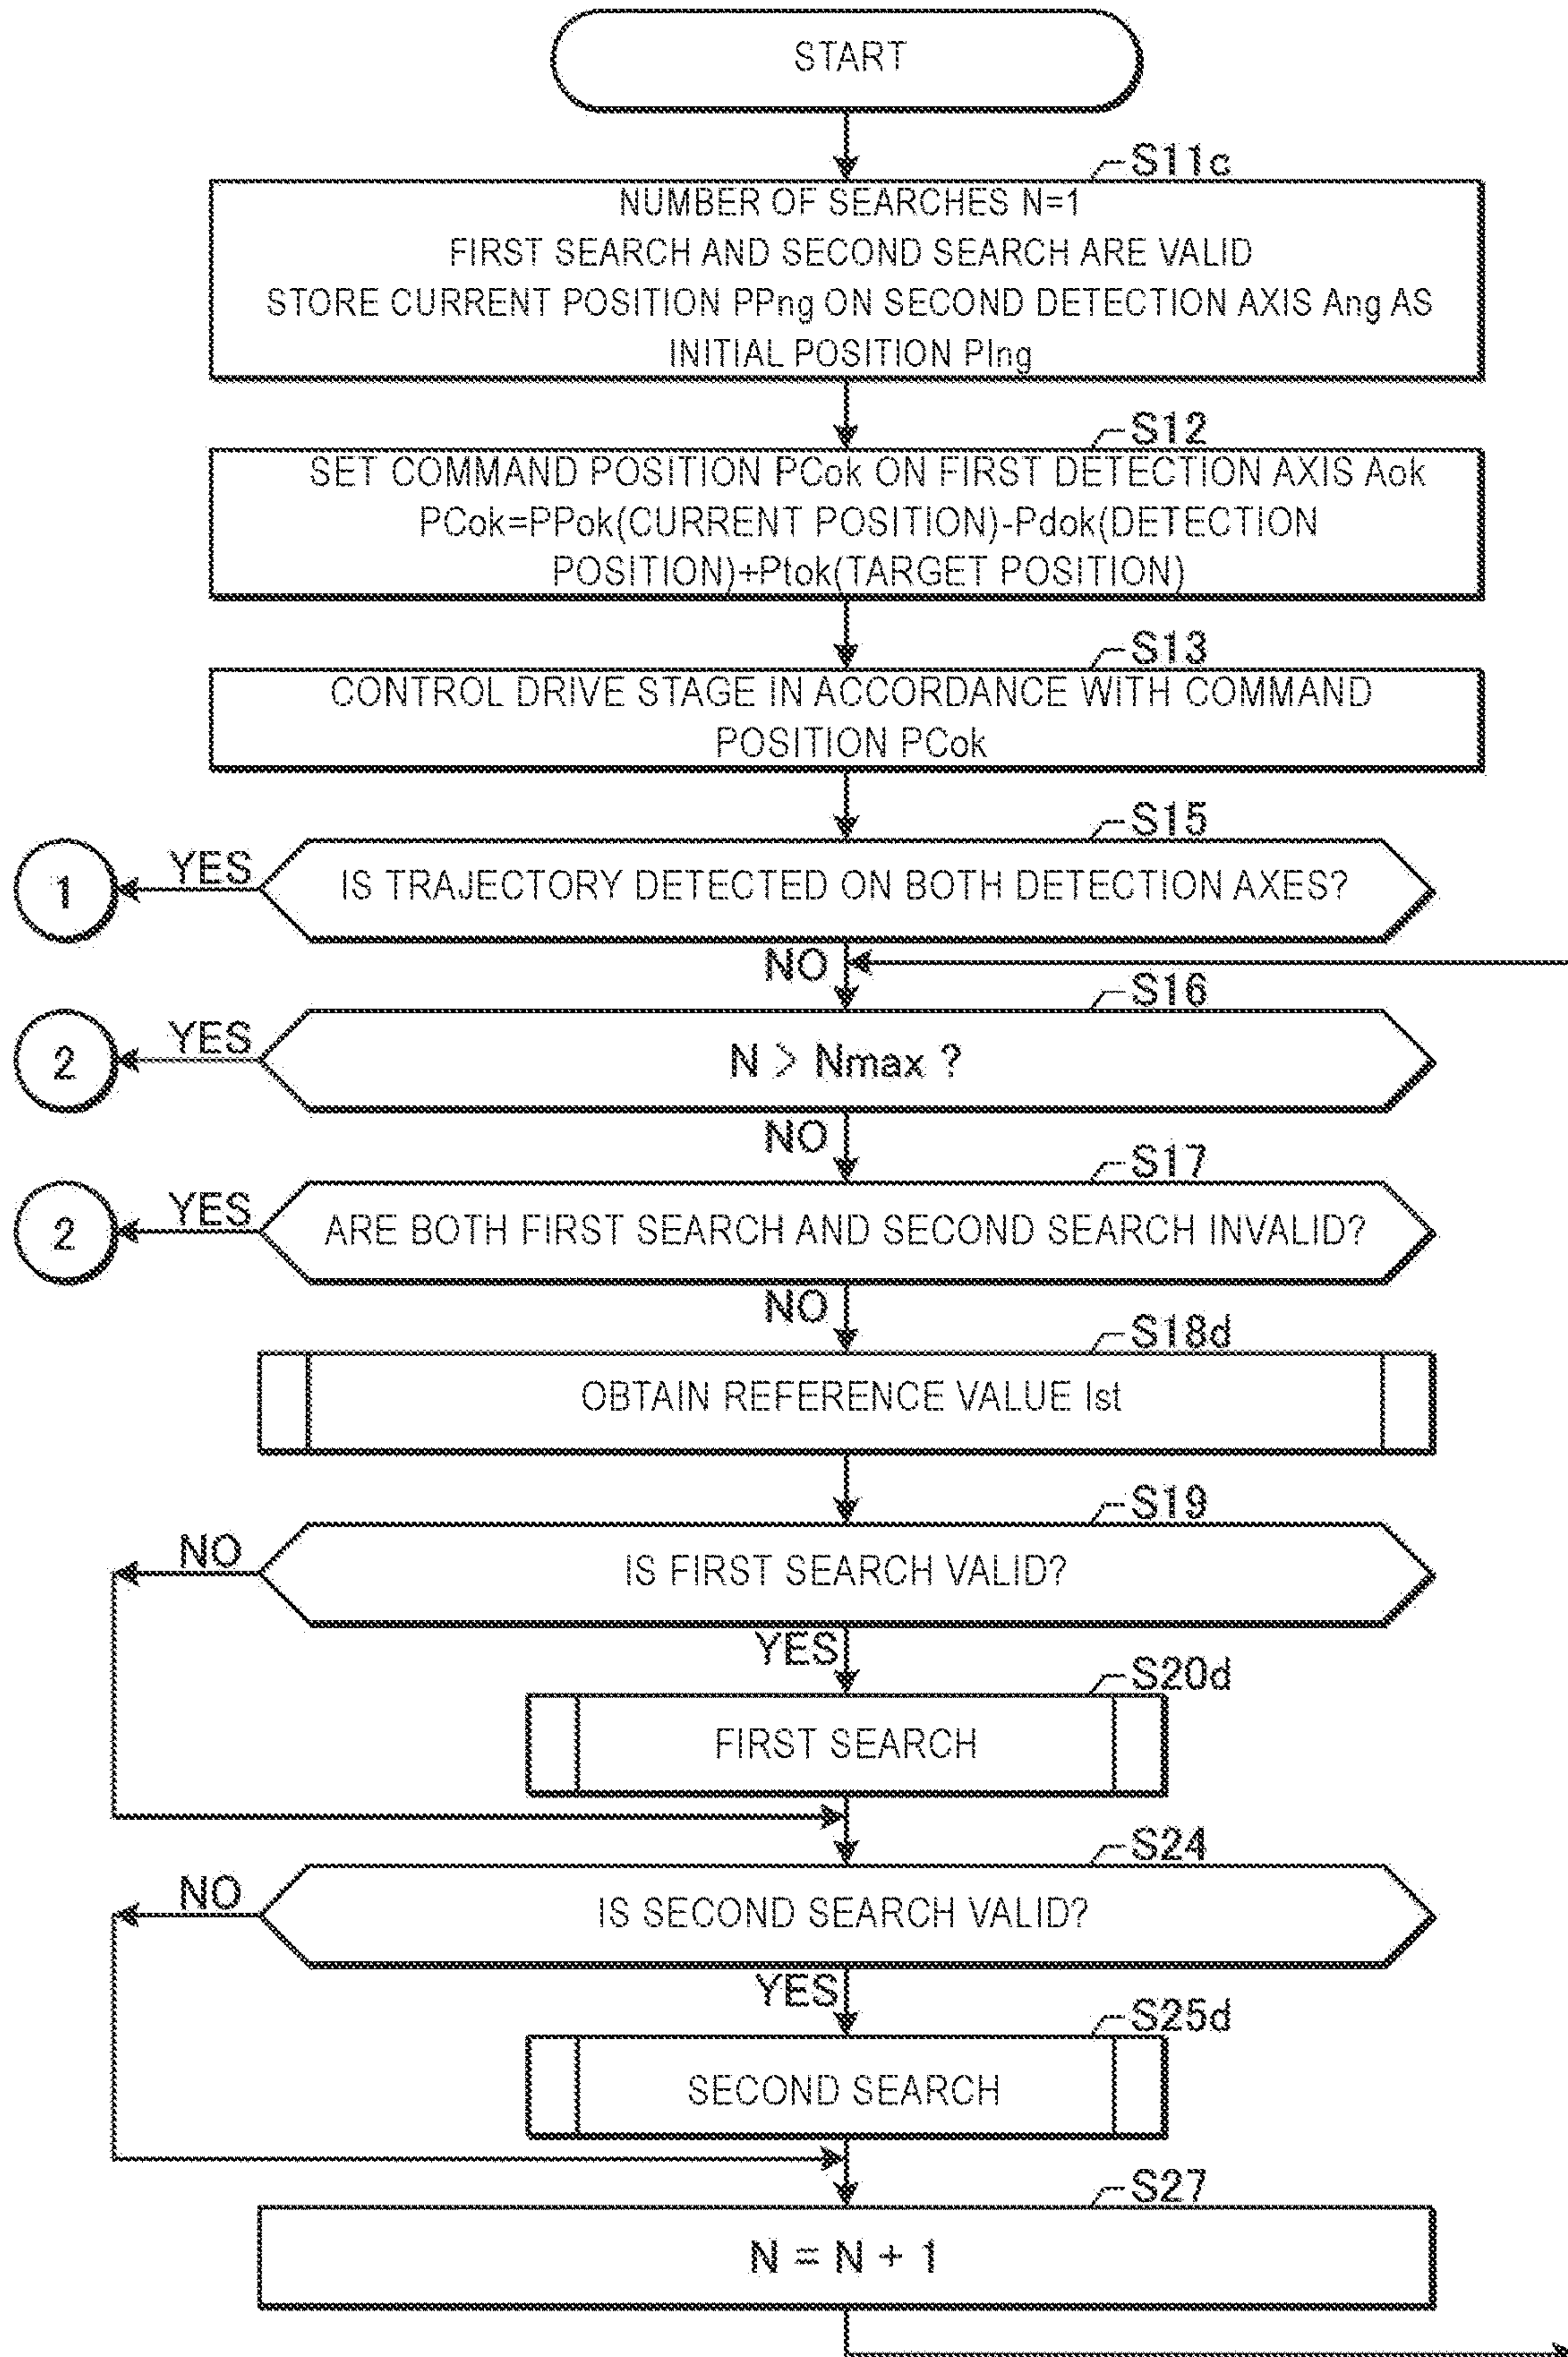 START
S11c
NUMBER OF SEARCHES N=1
FIRST SEARCH AND SECOND SEARCH ARE VALID
STORE CURRENT POSITION PPng ON SECOND DETECTION AXIS Ang AS
INITIAL POSITION PIng
S12
SET COMMAND POSITION PCok ON FIRST DETECTION AXIS Aok
PCok=PPok(CURRENT POSITION)-Pdok(DETECTION
POSITION)+Ptok(TARGET POSITION)
S13
CONTROL DRIVE STAGE IN ACCORDANCE WITH COMMAND
POSITION PCok
S15
1
YES
IS TRAJECTORY DETECTED ON BOTH DETECTION AXES?
NO
S16
2
YES
N > Nmax ?
NO
S17
2
YES
ARE BOTH FIRST SEARCH AND SECOND SEARCH INVALID?
NO
S18d
OBTAIN REFERENCE VALUE Ist
S19
NO
IS FIRST SEARCH VALID?
YES
S20d
FIRST SEARCH
S24
NO
IS SECOND SEARCH VALID?
YES
S25d
SECOND SEARCH
S27
N = N + 1